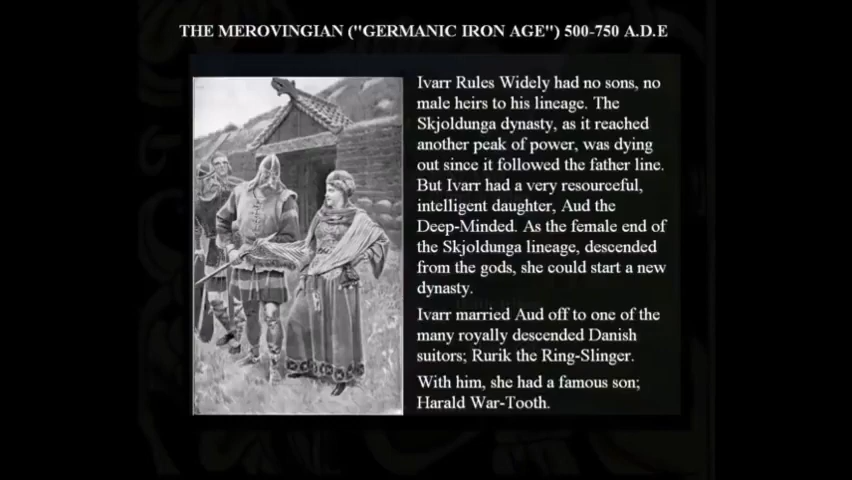 THE MEROVINGIAN ("GERMANIC IRON AGE") 500-750 A.D.E
Ivarr Rules Widely had no sons, no
male heirs to his lineage. The
Skjoldunga dynasty, as it reached
another peak of power, was dying
out since it followed the father line.
But Ivarr had a very resourceful,
intelligent daughter, Aud the
Deep-Minded. As the female end of
the Skjoldunga lineage, descended
from the gods, she could start a new
dynasty.
Ivarr married Aud off to one of the
many royally descended Danish
suitors; Rurik the Ring-Slinger.
With him, she had a famous son;
Harald War-Tooth.